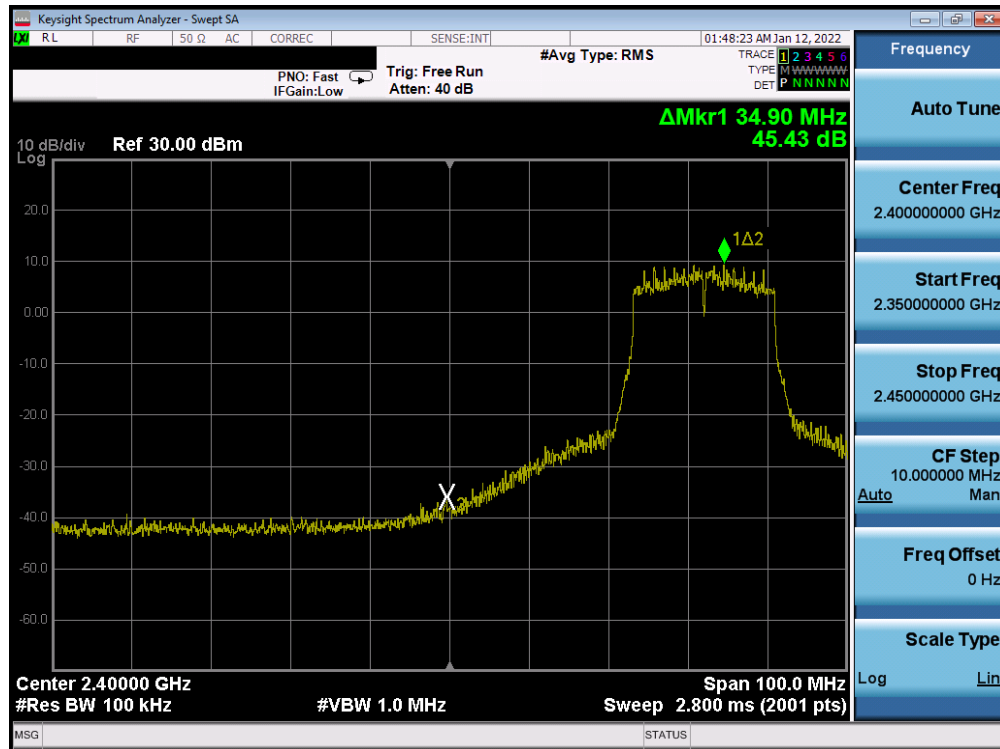 Keysight Spectrum Analyzer - Swept SA
LXI RL RF 50 Ω AC CORREC SENSE:INT 01:48:23 AM Jan 12, 2022
#Avg Type: RMS
TRACE 1 2 3 4 5 6
TYPE M W W W W W
DET P N N N N N
PNO: Fast
IFGain:Low
Trig: Free Run
Atten: 40 dB
ΔMkr1 34.90 MHz
45.43 dB
10 dB/div
Log
Ref 30.00 dBm
20.0
10.0
0.00
-10.0
-20.0
-30.0
-40.0
-50.0
-60.0
1Δ2
X2
Center 2.40000 GHz
#Res BW 100 kHz
#VBW 1.0 MHz
Span 100.0 MHz
Sweep 2.800 ms (2001 pts)
MSG
STATUS
Frequency
Auto Tune
Center Freq
2.400000000 GHz
Start Freq
2.350000000 GHz
Stop Freq
2.450000000 GHz
CF Step
10.000000 MHz
Auto Man
Freq Offset
0 Hz
Scale Type
Log Lin